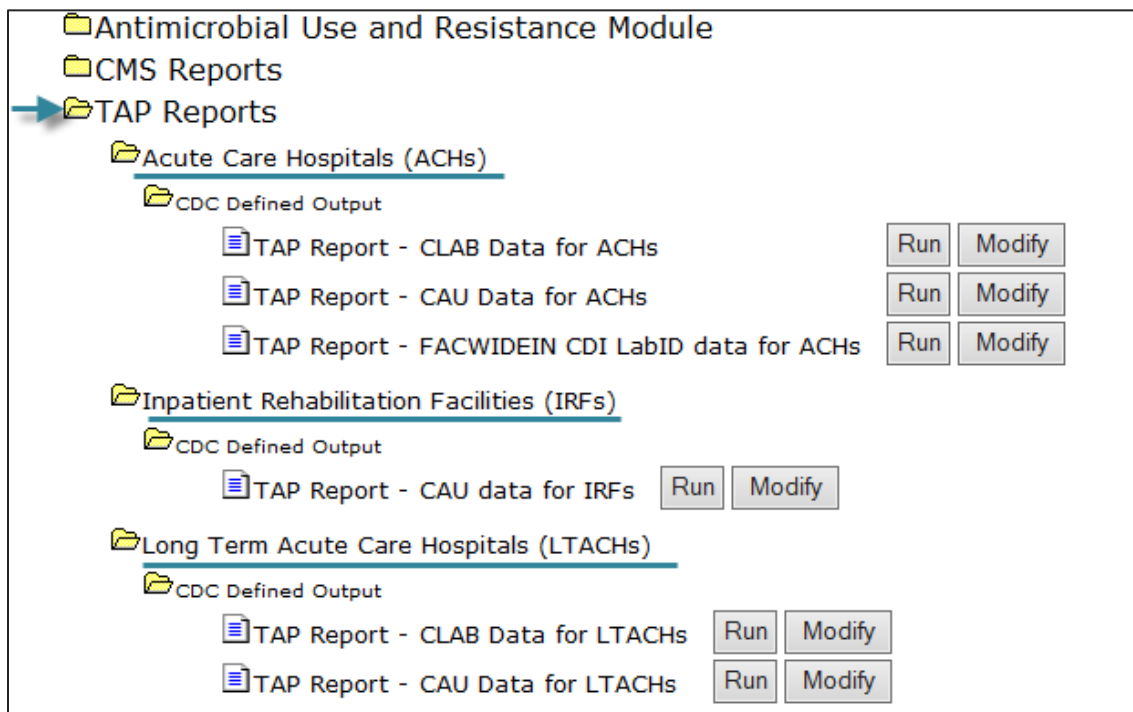 Antimicrobial Use and Resistance Module
CMS Reports
TAP Reports
Acute Care Hospitals (ACHs)
CDC Defined Output
TAP Report - CLAB Data for ACHs Run Modify
TAP Report - CAU Data for ACHs Run Modify
TAP Report - FACWIDEIN CDI LabID data for ACHs Run Modify
Inpatient Rehabilitation Facilities (IRFs)
CDC Defined Output
TAP Report - CAU data for IRFs Run Modify
Long Term Acute Care Hospitals (LTACHs)
CDC Defined Output
TAP Report - CLAB Data for LTACHs Run Modify
TAP Report - CAU Data for LTACHs Run Modify